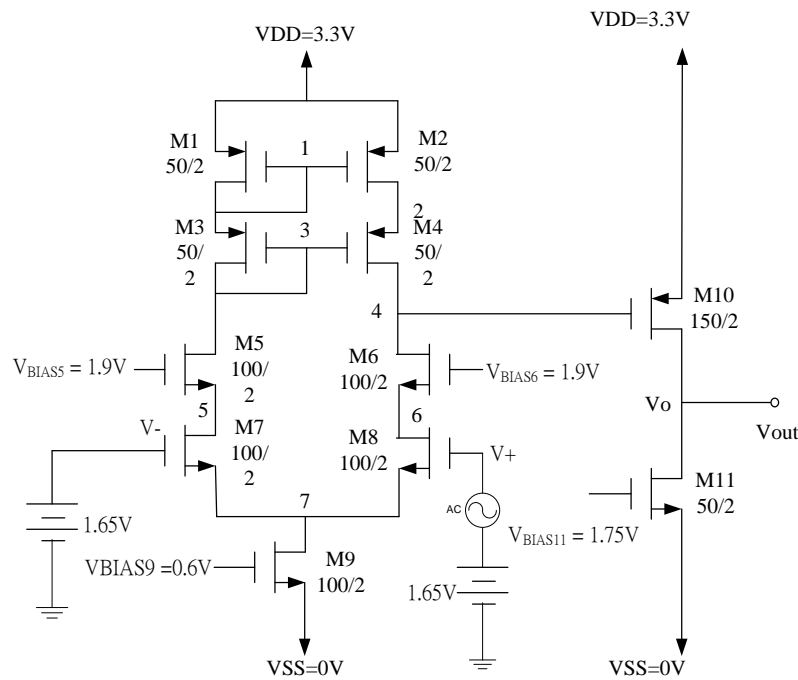 VDD=3.3V
VDD=3.3V
M1
50/2
1
M2
50/2
2
M3
50/
2
3
M4
50/
2
4
M10
150/2
VBIAS5 = 1.9V
M5
100/
2
M6
100/2
VBIAS6 = 1.9V
5
6
Vo
Vout
V-
M7
100/
2
M8
100/2
V+
7
AC
1.65V
M11
50/2
VBIAS11 = 1.75V
VBIAS9 =0.6V
M9
100/2
1.65V
VSS=0V
VSS=0V